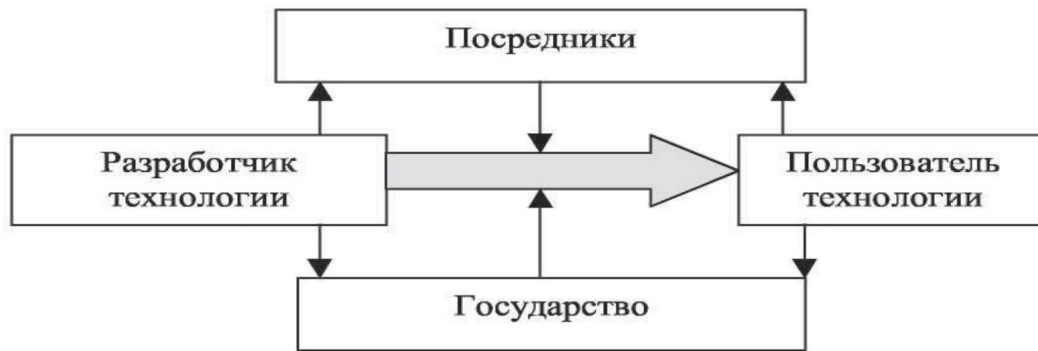 Посредники
Разработчик
технологии
Пользователь
технологии
Государство